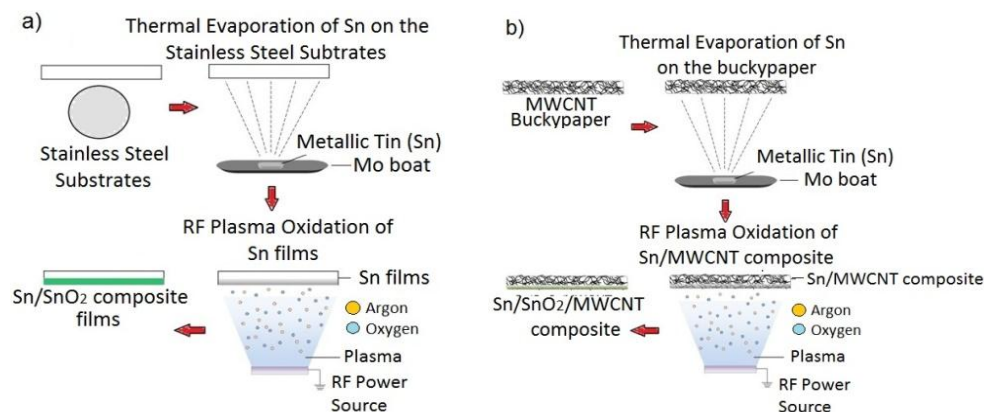 a)
Thermal Evaporation of Sn on the
Stainless Steel Subtrates
Stainless Steel
Substrates
Metallic Tin (Sn)
Mo boat
RF Plasma Oxidation of
Sn films
Sn films
Sn/SnO₂ composite
films
Argon
Oxygen
Plasma
RF Power
Source
b)
Thermal Evaporation of Sn
on the buckypaper
MWCNT
Buckypaper
Metallic Tin (Sn)
Mo boat
RF Plasma Oxidation of
Sn/MWCNT composite
Sn/MWCNT composite
Sn/SnO₂/MWCNT
composite
Argon
Oxygen
Plasma
RF Power
Source